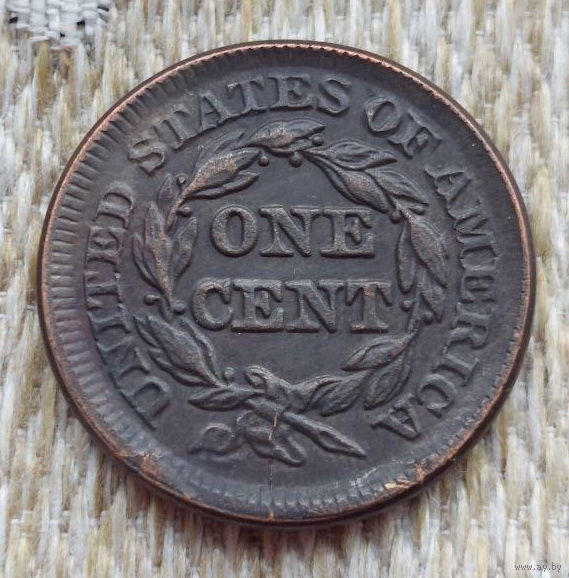 UNITED STATES OF AMERICA
ONE
CENT
www.ay.by